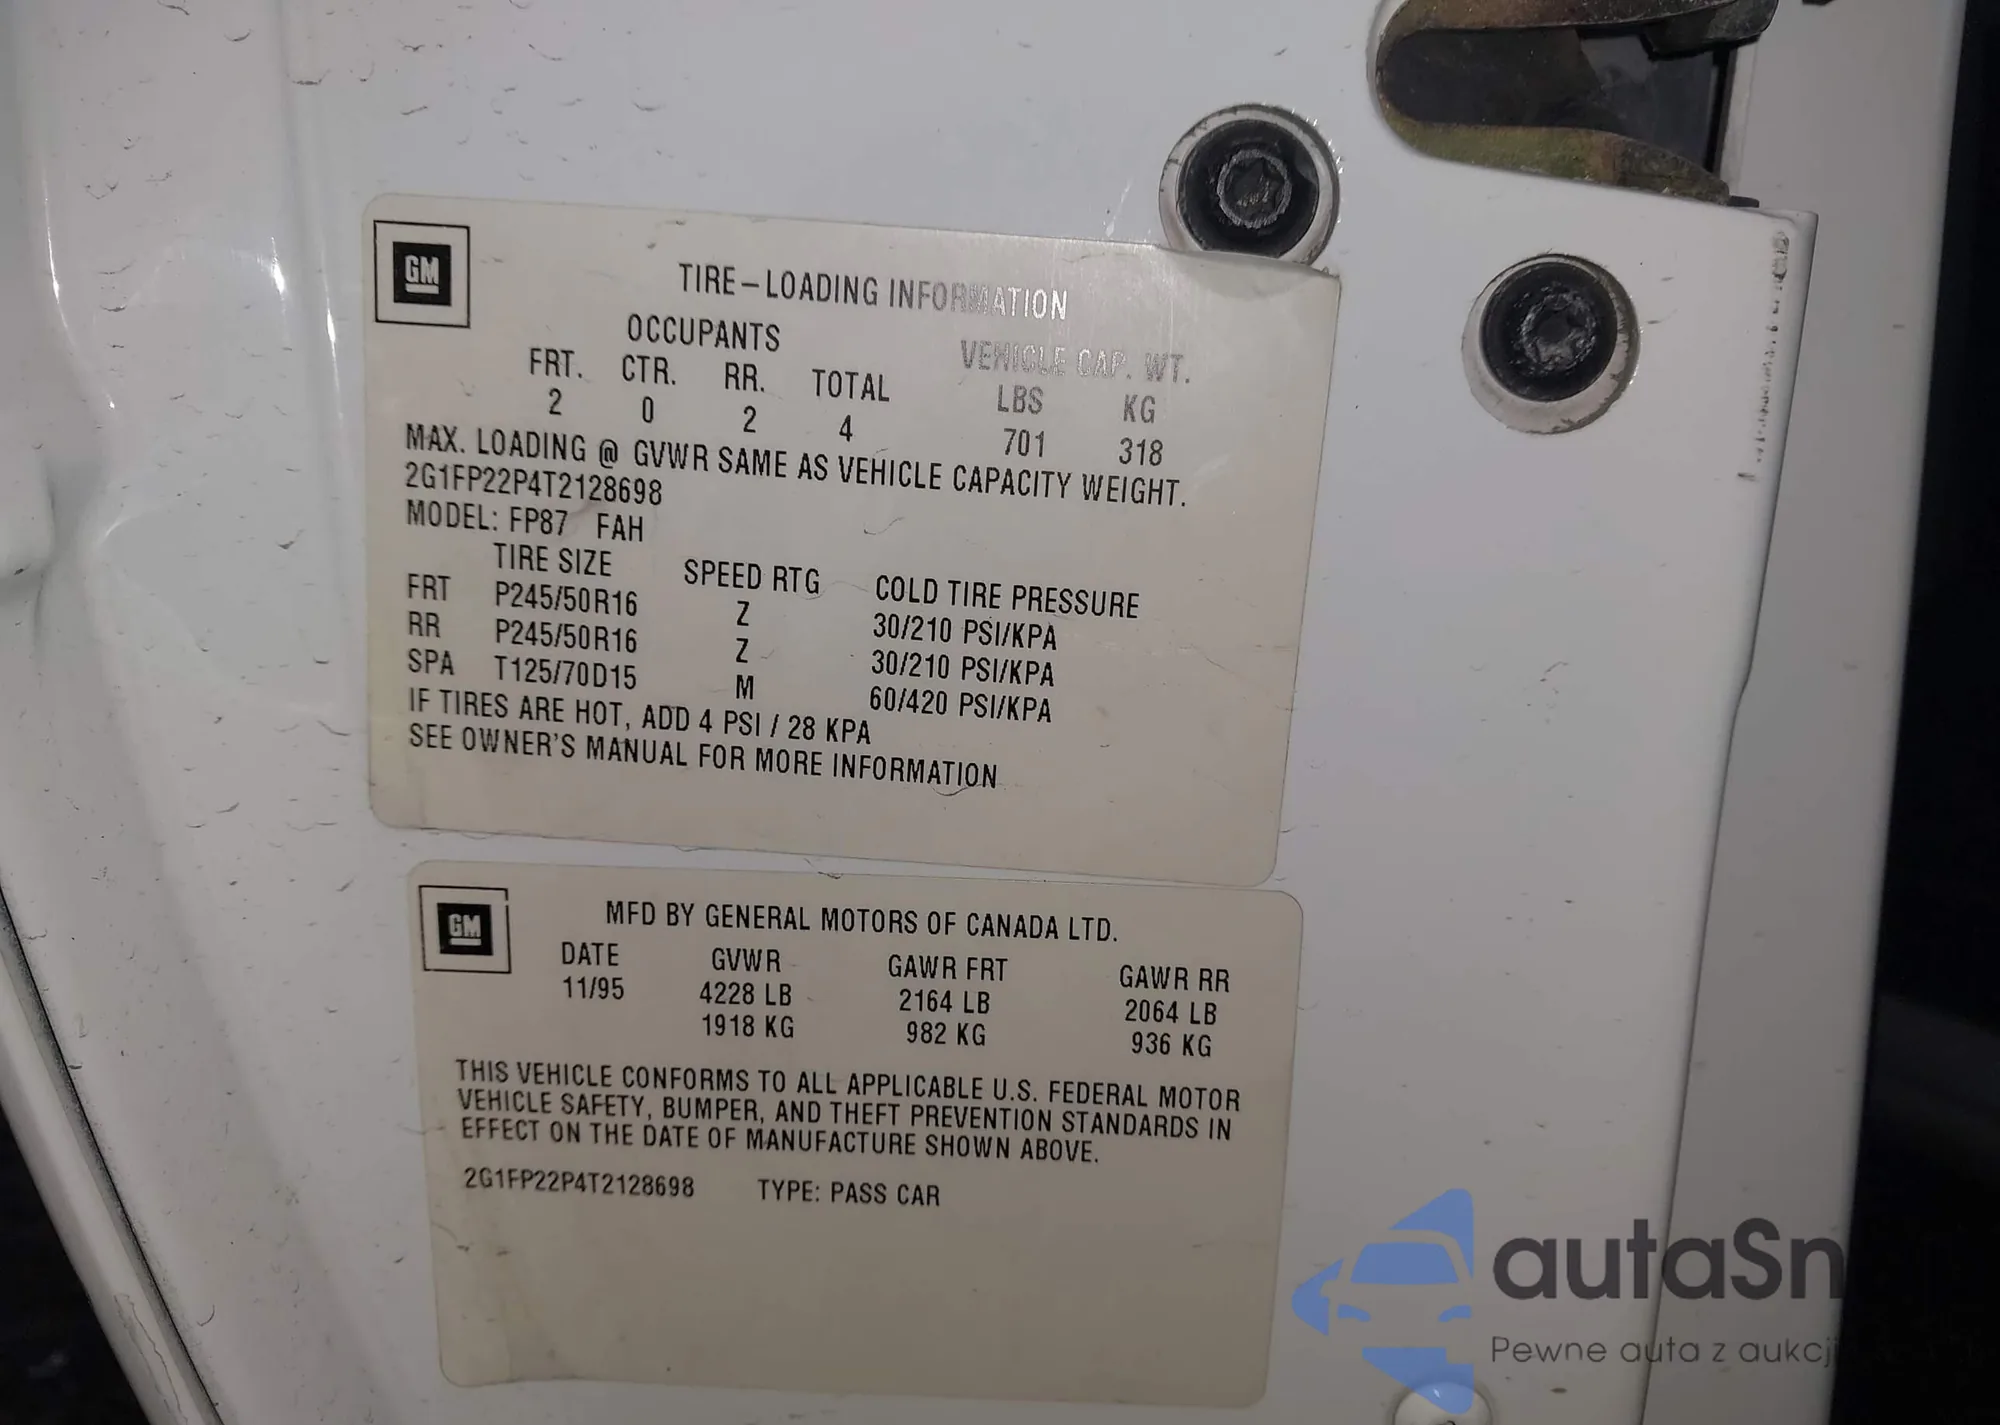 GM
TIRE-LOADING INFORMATION
OCCUPANTS VEHICLE CAP. WT.
FRT. CTR. RR. TOTAL LBS KG
2 0 2 4 701 318
MAX. LOADING @ GVWR SAME AS VEHICLE CAPACITY WEIGHT.
2G1FP22P4T2128698
MODEL: FP87 FAH
TIRE SIZE SPEED RTG COLD TIRE PRESSURE
FRT P245/50R16 Z 30/210 PSI/KPA
RR P245/50R16 Z 30/210 PSI/KPA
SPA T125/70D15 M 60/420 PSI/KPA
IF TIRES ARE HOT, ADD 4 PSI / 28 KPA
SEE OWNER'S MANUAL FOR MORE INFORMATION
GM
MFD BY GENERAL MOTORS OF CANADA LTD.
DATE GVWR GAWR FRT GAWR RR
11/95 4228 LB 2164 LB 2064 LB
1918 KG 982 KG 936 KG
THIS VEHICLE CONFORMS TO ALL APPLICABLE U.S. FEDERAL MOTOR
VEHICLE SAFETY, BUMPER, AND THEFT PREVENTION STANDARDS IN
EFFECT ON THE DATE OF MANUFACTURE SHOWN ABOVE.
2G1FP22P4T2128698 TYPE: PASS CAR
autaSn
Pewne auta z aukcji